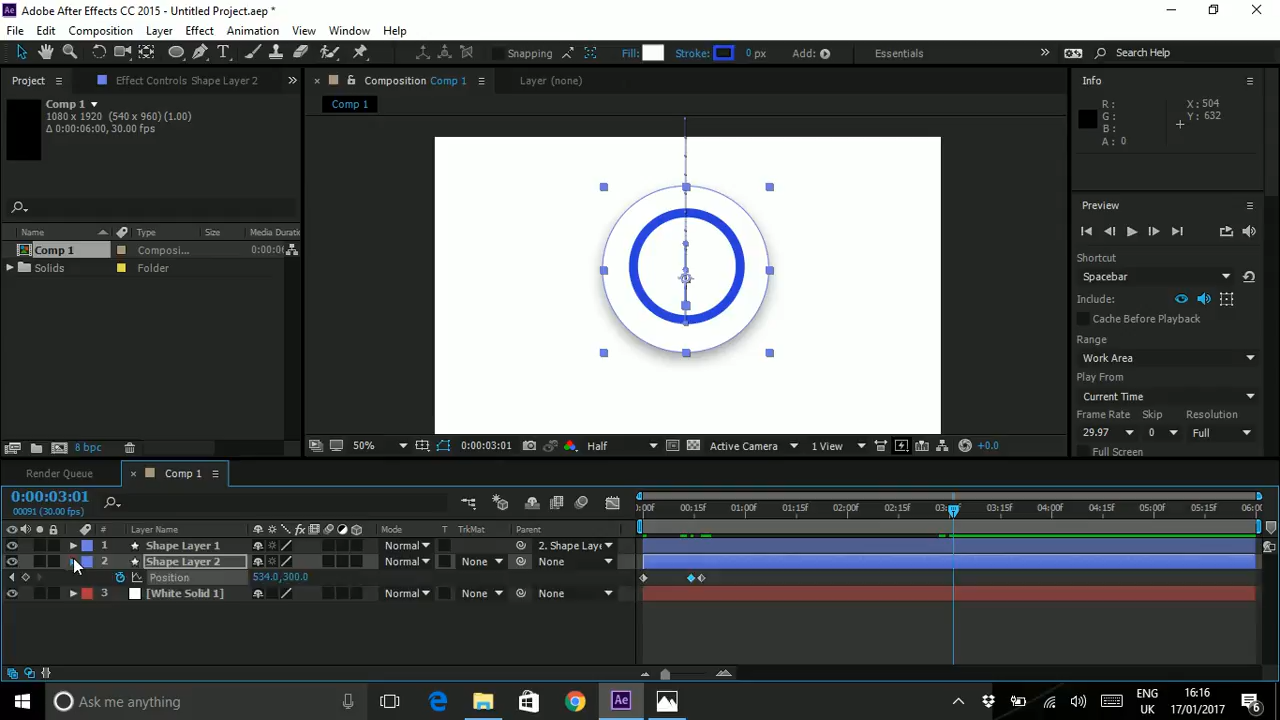 Adobe After Effects CC 2015 - Untitled Project.aep *
File Edit Composition Layer Effect Animation View Window Help
Snapping Fill: Stroke: 0 px Add: Essentials Search Help
Project Effect Controls Shape Layer 2 Composition Comp 1 Layer (none) Info
Comp 1
1080 x 1920 (540 x 960) (1.00)
Δ 0:00:06:00, 30.00 fps
Comp 1
R:
G:
B:
A: 0
X: 504
Y: 632
Name Type Size Media Duratio
Comp 1 Composi... 0:00:06
Solids Folder
Preview
Shortcut
Spacebar
Include:
Cache Before Playback
Range
Work Area
Play From
Current Time
Frame Rate Skip Resolution
29.97 0 Full
Full Screen
8 bpc 50% 0:00:03:01 Half Active Camera 1 View +0.0
Render Queue Comp 1
0:00:03:01
00091 (30.00 fps)
:00f 00:15f 01:00f 01:15f 02:00f 02:15f 03:00f 03:15f 04:00f 04:15f 05:00f 05:15f 06:0
# Layer Name Mode T TrkMat Parent
1 Shape Layer 1 Normal 2. Shape Laye
2 Shape Layer 2 Normal None None
Position 534.0,300.0
3 [White Solid 1] Normal None None
Ask me anything
ENG
UK
16:16
17/01/2017
6